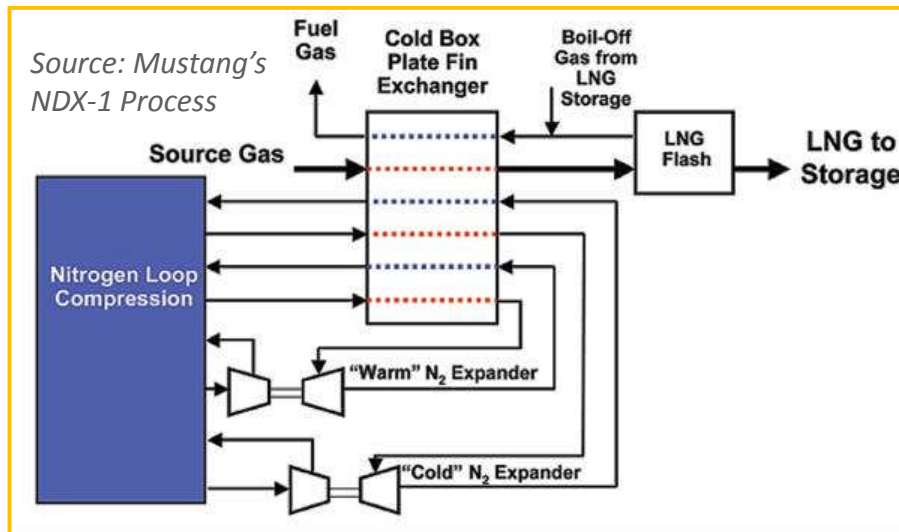 Source: Mustang's
NDX-1 Process
Fuel
Gas
Cold Box
Plate Fin
Exchanger
Boil-Off
Gas from
LNG
Storage
Source Gas
LNG
Flash
LNG to
Storage
Nitrogen Loop
Compression
“Warm” N₂ Expander
“Cold” N₂ Expander